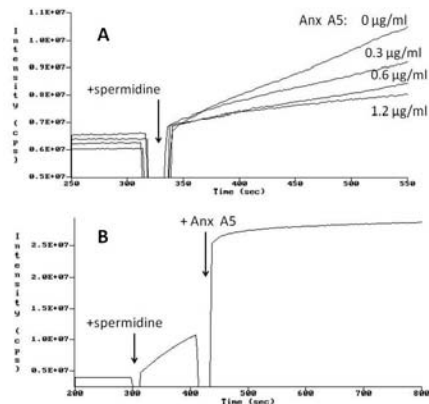 Anx A5: 0 µg/ml
0.3 µg/ml
0.6 µg/ml
1.2 µg/ml
A
+spermidine
Intensity (cps)
1.1E+07
1.0E+07
0.9E+07
0.8E+07
0.7E+07
0.6E+07
0.5E+07
250 300 350 400 450 500 550
Time (sec)
B
+ Anx A5
+spermidine
Intensity (cps)
2.5E+07
2.0E+07
1.5E+07
1.0E+07
0.5E+07
200 300 400 500 600 700 800
Time (sec)